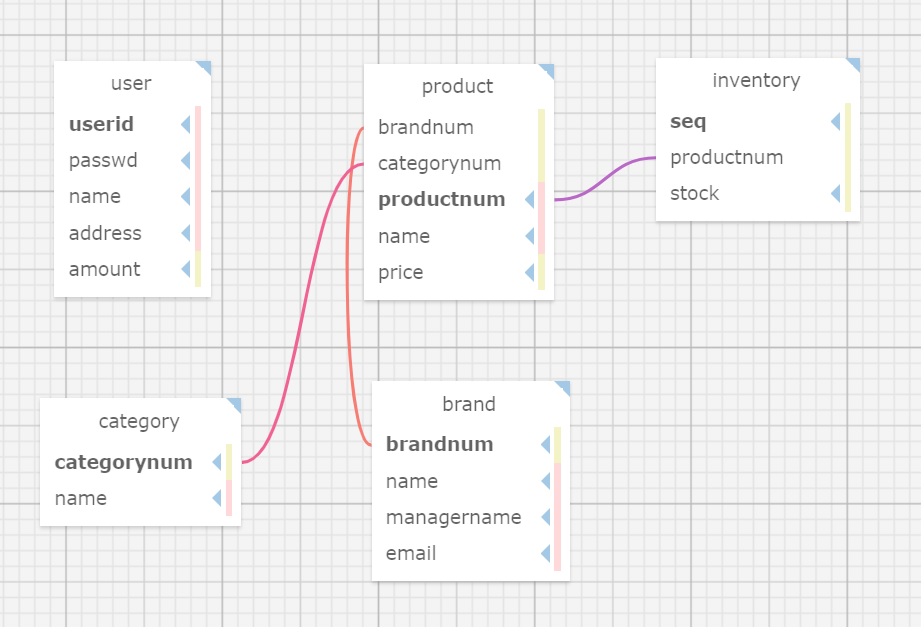 user
userid
passwd
name
address
amount
product
brandnum
categorynum
productnum
name
price
inventory
seq
productnum
stock
category
categorynum
name
brand
brandnum
name
managername
email